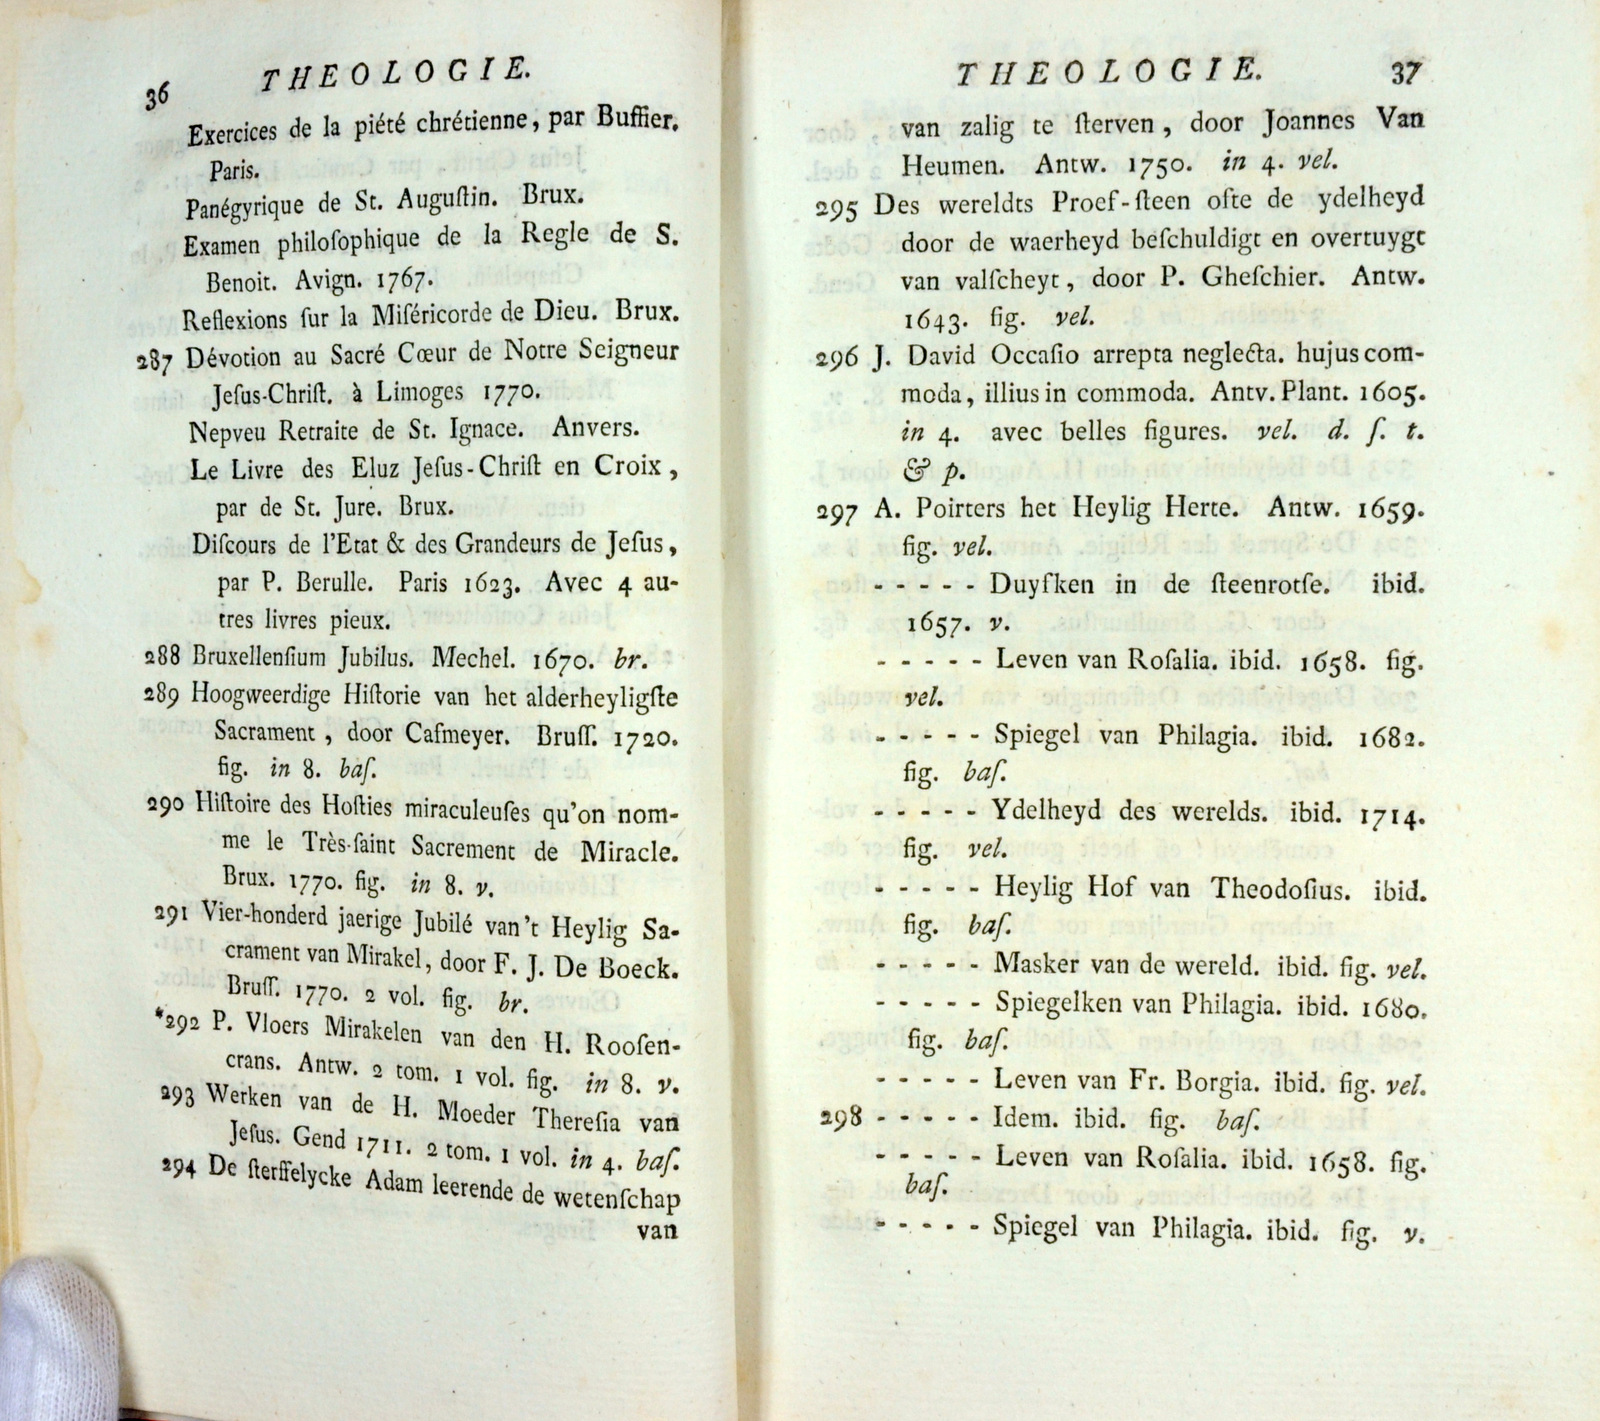 36 THEOLOGIE.
Exercices de la piété chrétienne, par Buffier.
Paris.
Panégyrique de St. Auguſtin. Brux.
Examen philoſophique de la Regle de S.
Benoit. Avign. 1767.
Reflexions ſur la Miſéricorde de Dieu. Brux.
287 Dévotion au Sacré Cœur de Notre Seigneur
Jeſus-Chriſt. à Limoges 1770.
Nepveu Retraite de St. Ignace. Anvers.
Le Livre des Eluz Jeſus-Chriſt en Croix,
par de St. Jure. Brux.
Diſcours de l'Etat & des Grandeurs de Jeſus,
par P. Berulle. Paris 1623. Avec 4 au-
tres livres pieux.
288 Bruxellenſium Jubilus. Mechel. 1670. br.
289 Hoogweerdige Hiſtorie van het alderheyligſte
Sacrament, door Cafmeyer. Bruſſ. 1720.
fig. in 8. baſ.
290 Hiſtoire des Hoſties miraculeuſes qu'on nom-
me le Très-ſaint Sacrement de Miracle.
Brux. 1770. fig. in 8. v.
291 Vier-honderd jaerige Jubilé van't Heylig Sa-
crament van Mirakel, door F. J. De Boeck.
Bruſſ. 1770. 2 vol. fig. br.
*292 P. Vloers Mirakelen van den H. Rooſen-
crans. Antw. 2 tom. 1 vol. fig. in 8. v.
293 Werken van de H. Moeder Thereſia van
Jeſus. Gend 1711. 2 tom. 1 vol. in 4. baſ.
294 De ſterffelycke Adam leerende de wetenſchap
van
THEOLOGIE. 37
van zalig te ſterven, door Joannes Van
Heumen. Antw. 1750. in 4. vel.
295 Des wereldts Proef-ſteen ofte de ydelheyd
door de waerheyd beſchuldigt en overtuygt
van valſcheyt, door P. Gheſchier. Antw.
1643. fig. vel.
296 J. David Occaſio arrepta neglecta. hujus com-
moda, illius in commoda. Antv. Plant. 1605.
in 4. avec belles figures. vel. d. ſ. t.
& p.
297 A. Poirters het Heylig Herte. Antw. 1659.
fig. vel.
- - - - - Duyfken in de ſteenrotſe. ibid.
1657. v.
- - - - - Leven van Roſalia. ibid. 1658. fig.
vel.
- - - - - Spiegel van Philagia. ibid. 1682.
fig. baſ.
- - - - - Ydelheyd des werelds. ibid. 1714.
fig. vel.
- - - - - Heylig Hof van Theodoſius. ibid.
fig. baſ.
- - - - - Masker van de wereld. ibid. fig. vel.
- - - - - Spiegelken van Philagia. ibid. 1680.
fig. baſ.
- - - - - Leven van Fr. Borgia. ibid. fig. vel.
298 - - - - - Idem. ibid. fig. baſ.
- - - - - Leven van Roſalia. ibid. 1658. fig.
baſ.
- - - - - Spiegel van Philagia. ibid. fig. v.